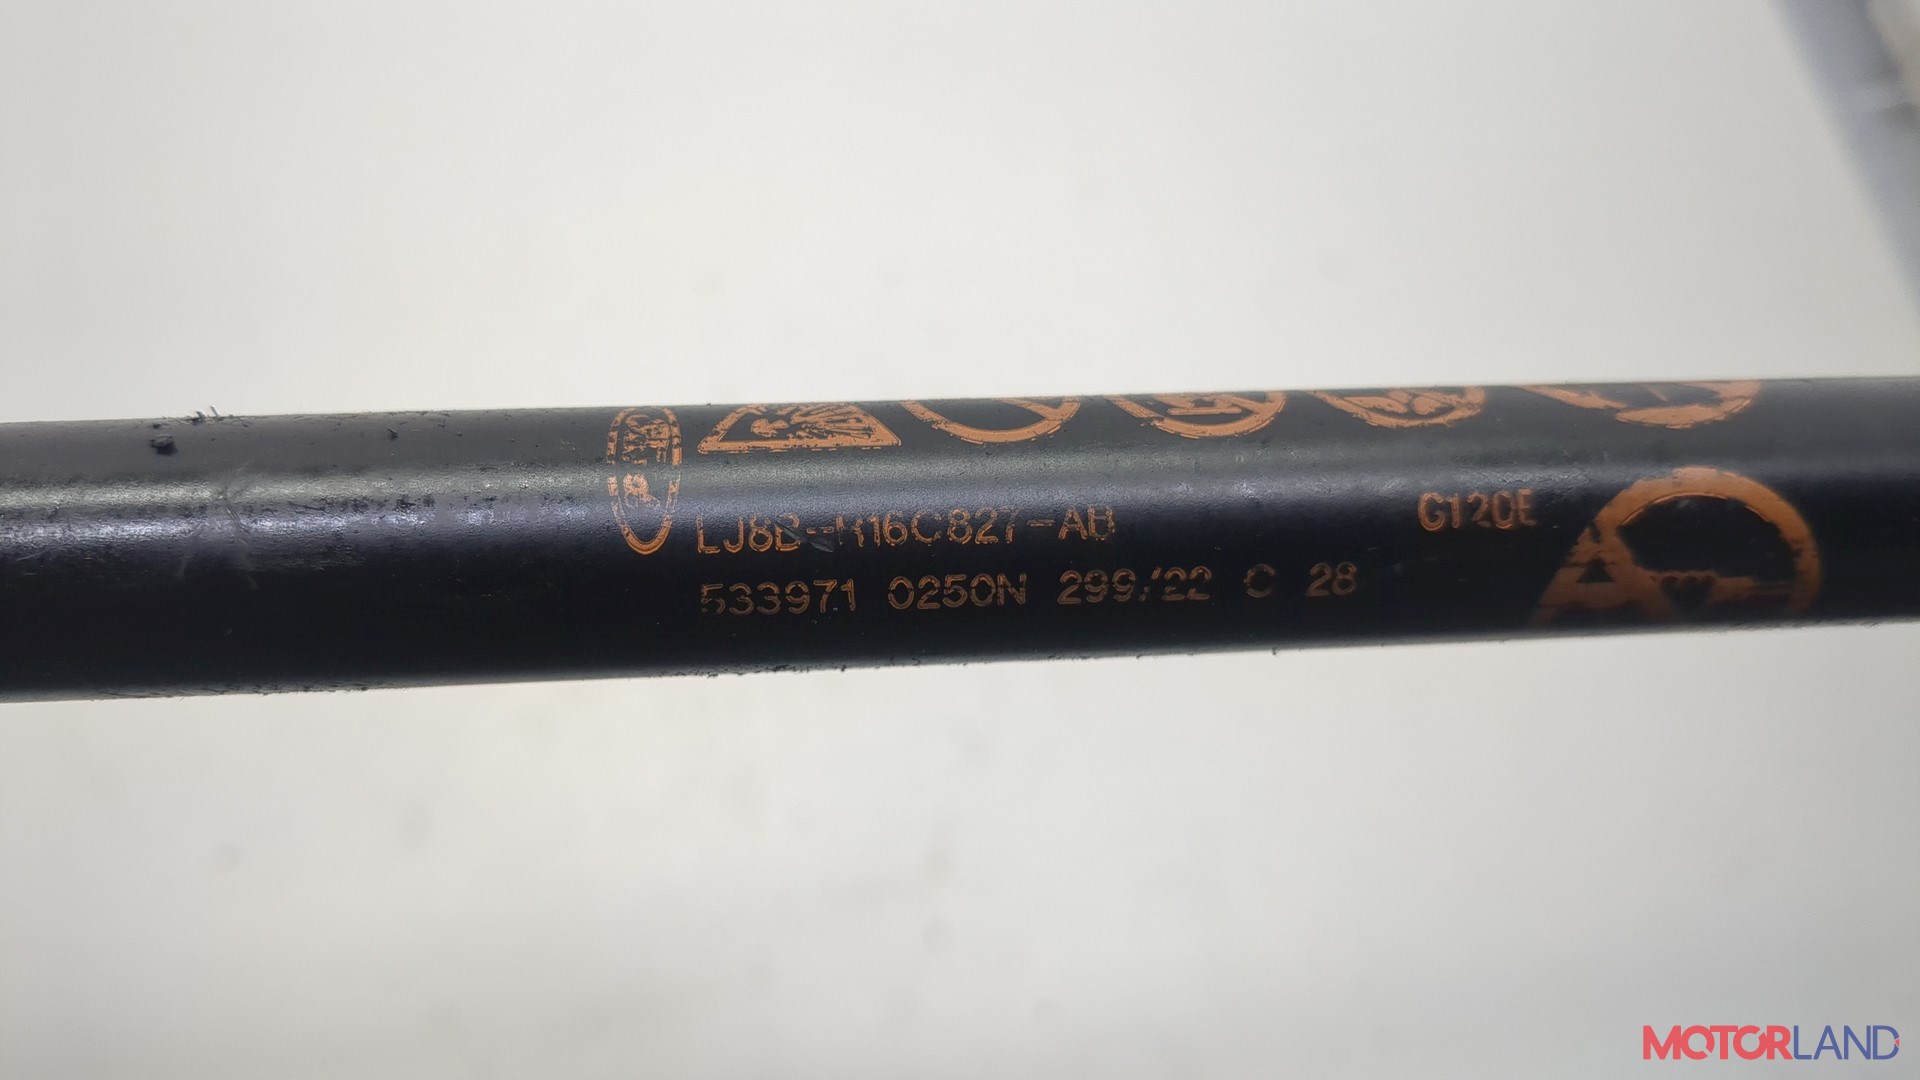 LJ8B-R16C827-AB
G120E
533971 0250N 299/22 C 28
MOTORLAND